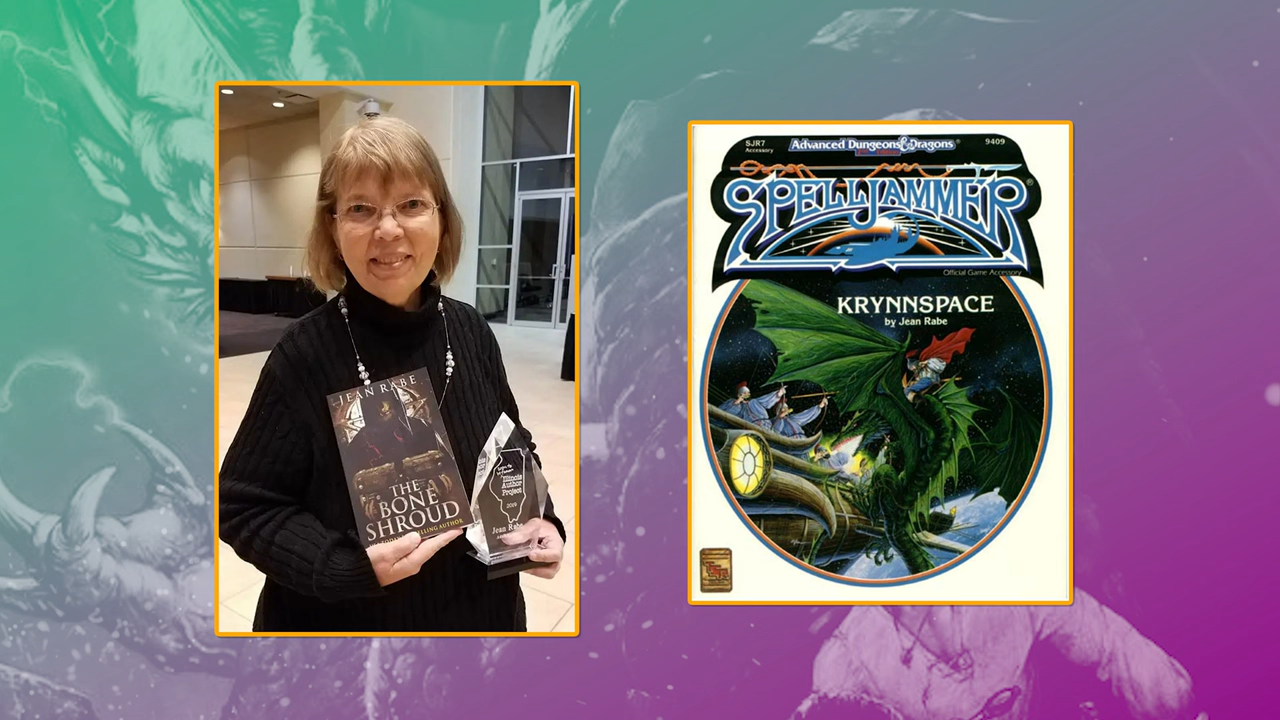 JEAN RABE
THE
BONE
SHROUD
Illinois
Author
Project
2019
Jean Rabe
SJR7
Accessory
Advanced Dungeons & Dragons®
9409
SPELLJAMMER®
Official Game Accessory
KRYNNSPACE
by Jean Rabe